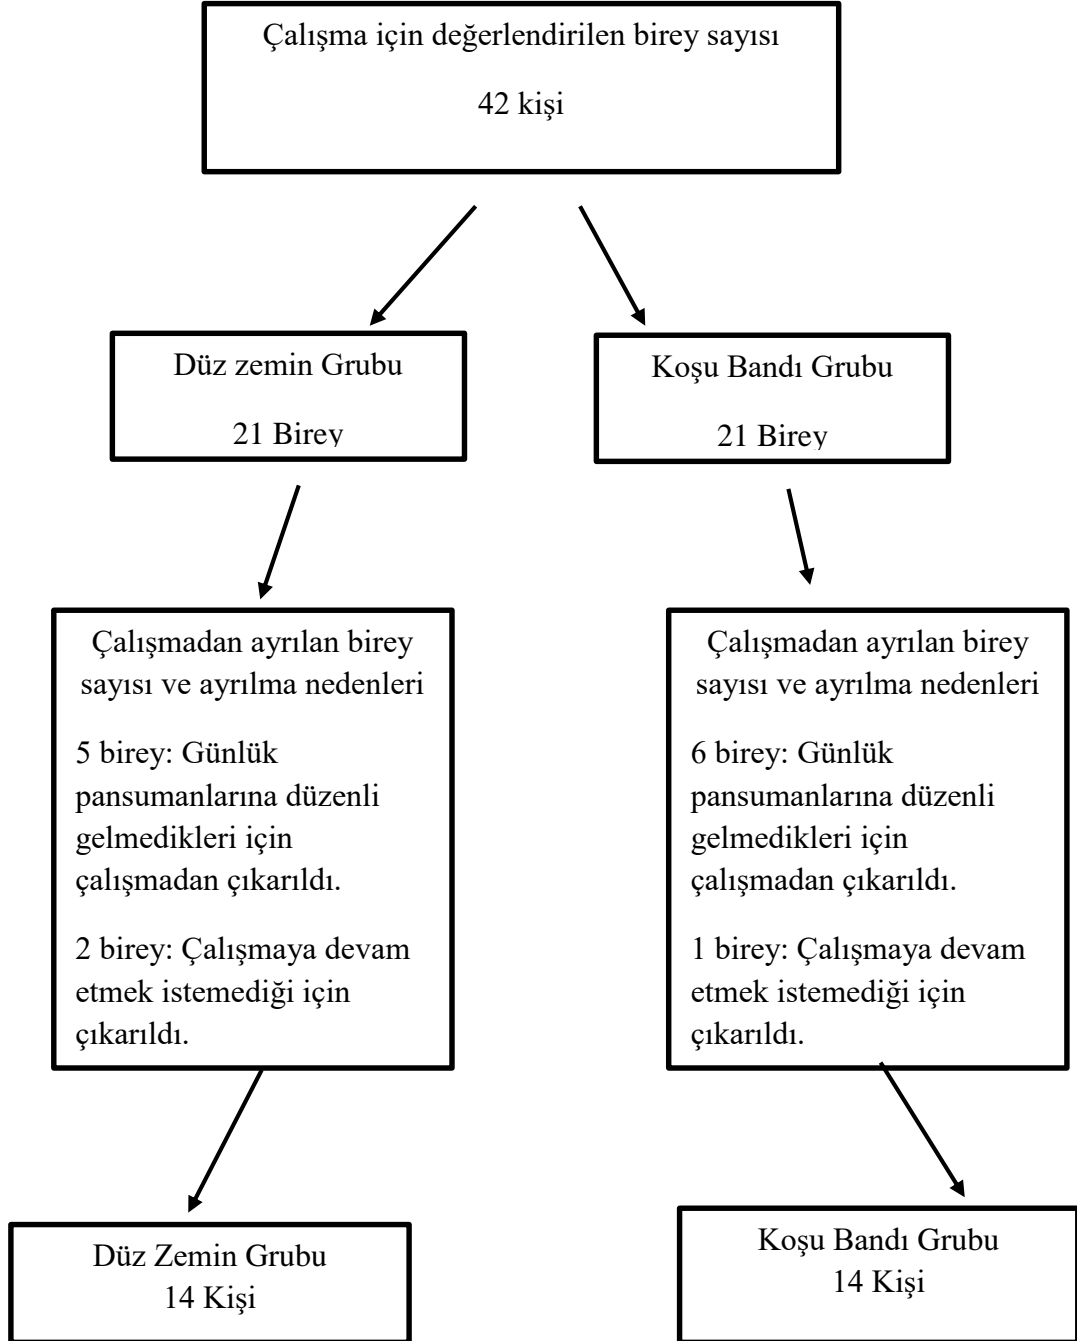 Çalışma için değerlendirilen birey sayısı
42 kişi
Düz zemin Grubu
21 Birey
Koşu Bandı Grubu
21 Birey
Çalışmadan ayrılan birey
sayısı ve ayrılma nedenleri
5 birey: Günlük
pansumanlarına düzenli
gelmedikleri için
çalışmadan çıkarıldı.
2 birey: Çalışmaya devam
etmek istemediği için
çıkarıldı.
Çalışmadan ayrılan birey
sayısı ve ayrılma nedenleri
6 birey: Günlük
pansumanlarına düzenli
gelmedikleri için
çalışmadan çıkarıldı.
1 birey: Çalışmaya devam
etmek istemediği için
çıkarıldı.
Düz Zemin Grubu
14 Kişi
Koşu Bandı Grubu
14 Kişi